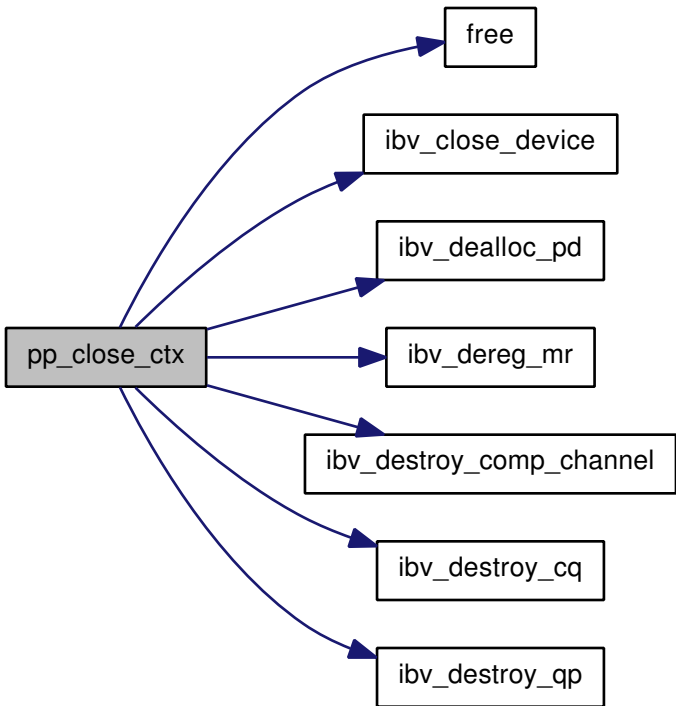 free
ibv_close_device
ibv_dealloc_pd
pp_close_ctx
ibv_dereg_mr
ibv_destroy_comp_channel
ibv_destroy_cq
ibv_destroy_qp